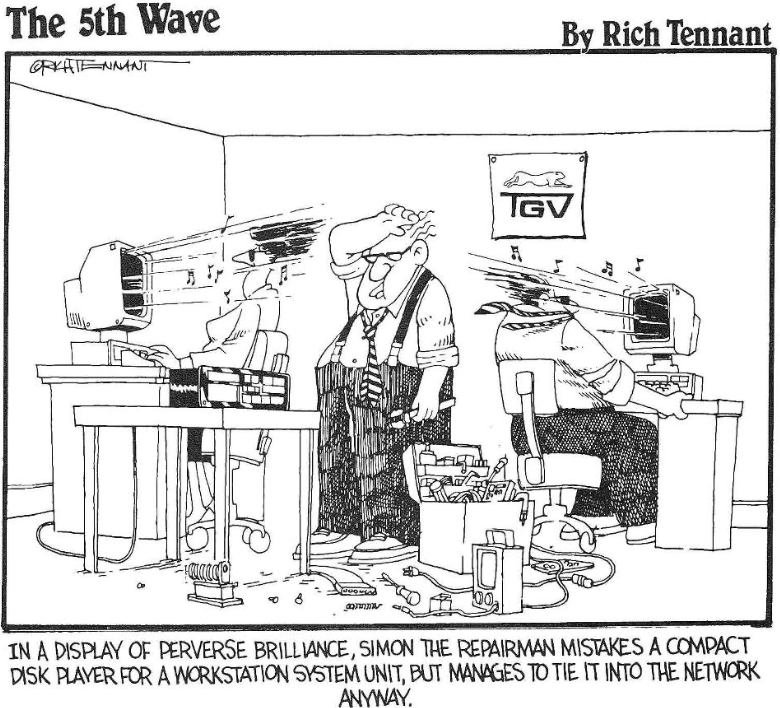 The 5th Wave
By Rich Tennant
©RICHTENNANT
TGV
IN A DISPLAY OF PERVERSE BRILLIANCE, SIMON THE REPAIRMAN MISTAKES A COMPACT
DISK PLAYER FOR A WORKSTATION SYSTEM UNIT, BUT MANAGES TO TIE IT INTO THE NETWORK
ANYWAY.